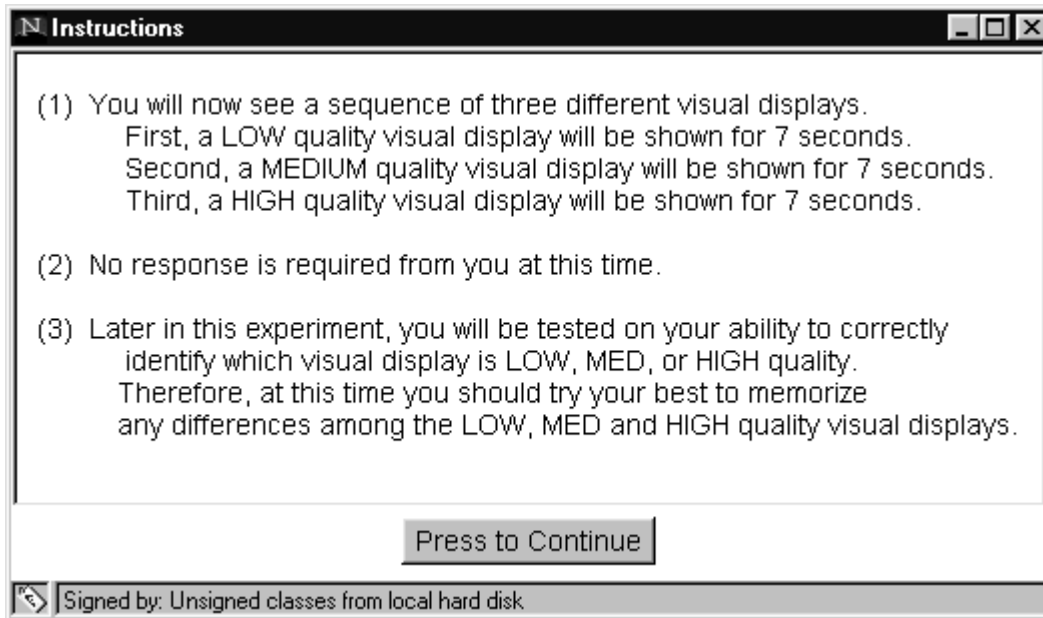 N Instructions
(1) You will now see a sequence of three different visual displays.
First, a LOW quality visual display will be shown for 7 seconds.
Second, a MEDIUM quality visual display will be shown for 7 seconds.
Third, a HIGH quality visual display will be shown for 7 seconds.
(2) No response is required from you at this time.
(3) Later in this experiment, you will be tested on your ability to correctly
identify which visual display is LOW, MED, or HIGH quality.
Therefore, at this time you should try your best to memorize
any differences among the LOW, MED and HIGH quality visual displays.
Press to Continue
Signed by: Unsigned classes from local hard disk